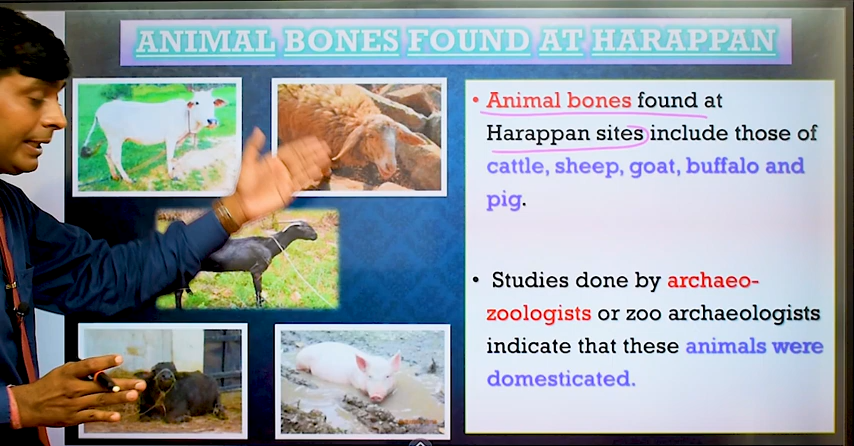 ANIMAL BONES FOUND AT HARAPPAN
• Animal bones found at
Harappan sites include those of
cattle, sheep, goat, buffalo and
pig.
• Studies done by archaeo-
zoologists or zoo archaeologists
indicate that these animals were
domesticated.